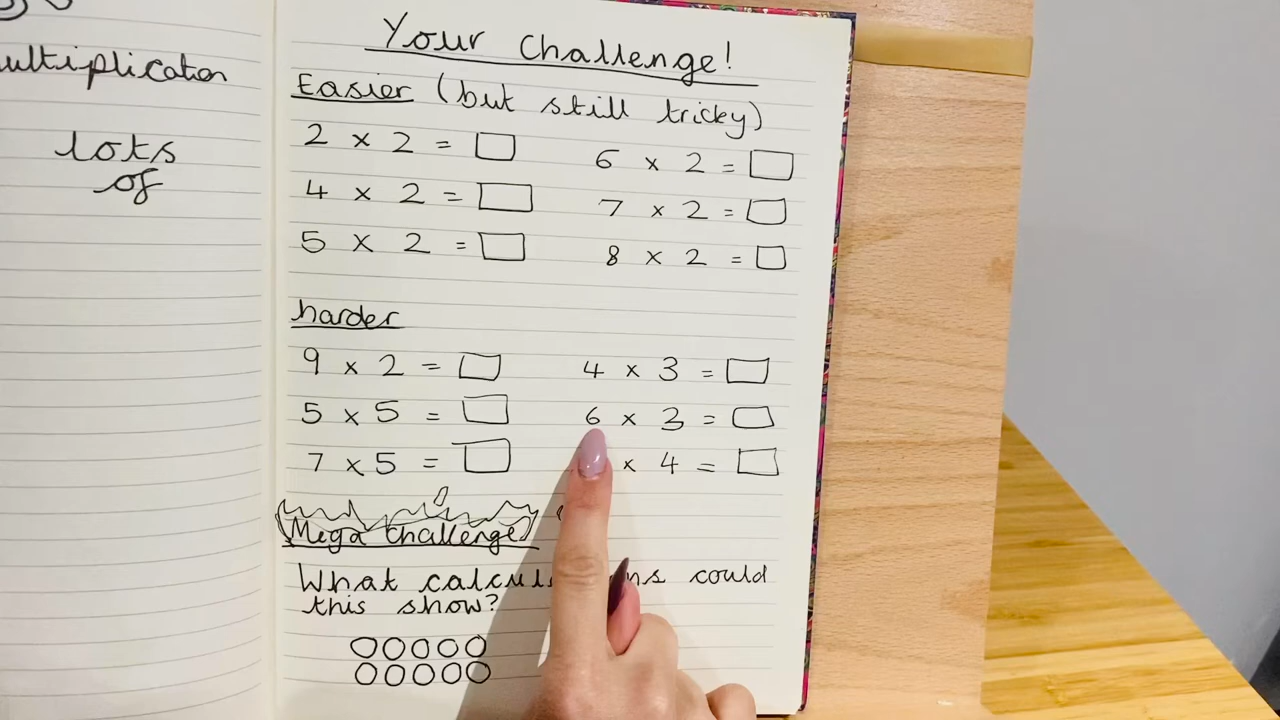 multiplication
lots
of
Your Challenge!
Easier (but still tricky)
2 x 2 =
4 x 2 =
5 x 2 =
6 x 2 =
7 x 2 =
8 x 2 =
harder
9 x 2 =
5 x 5 =
7 x 5 =
4 x 3 =
6 x 3 =
x 4 =
Mega Challenge
What could
this show?